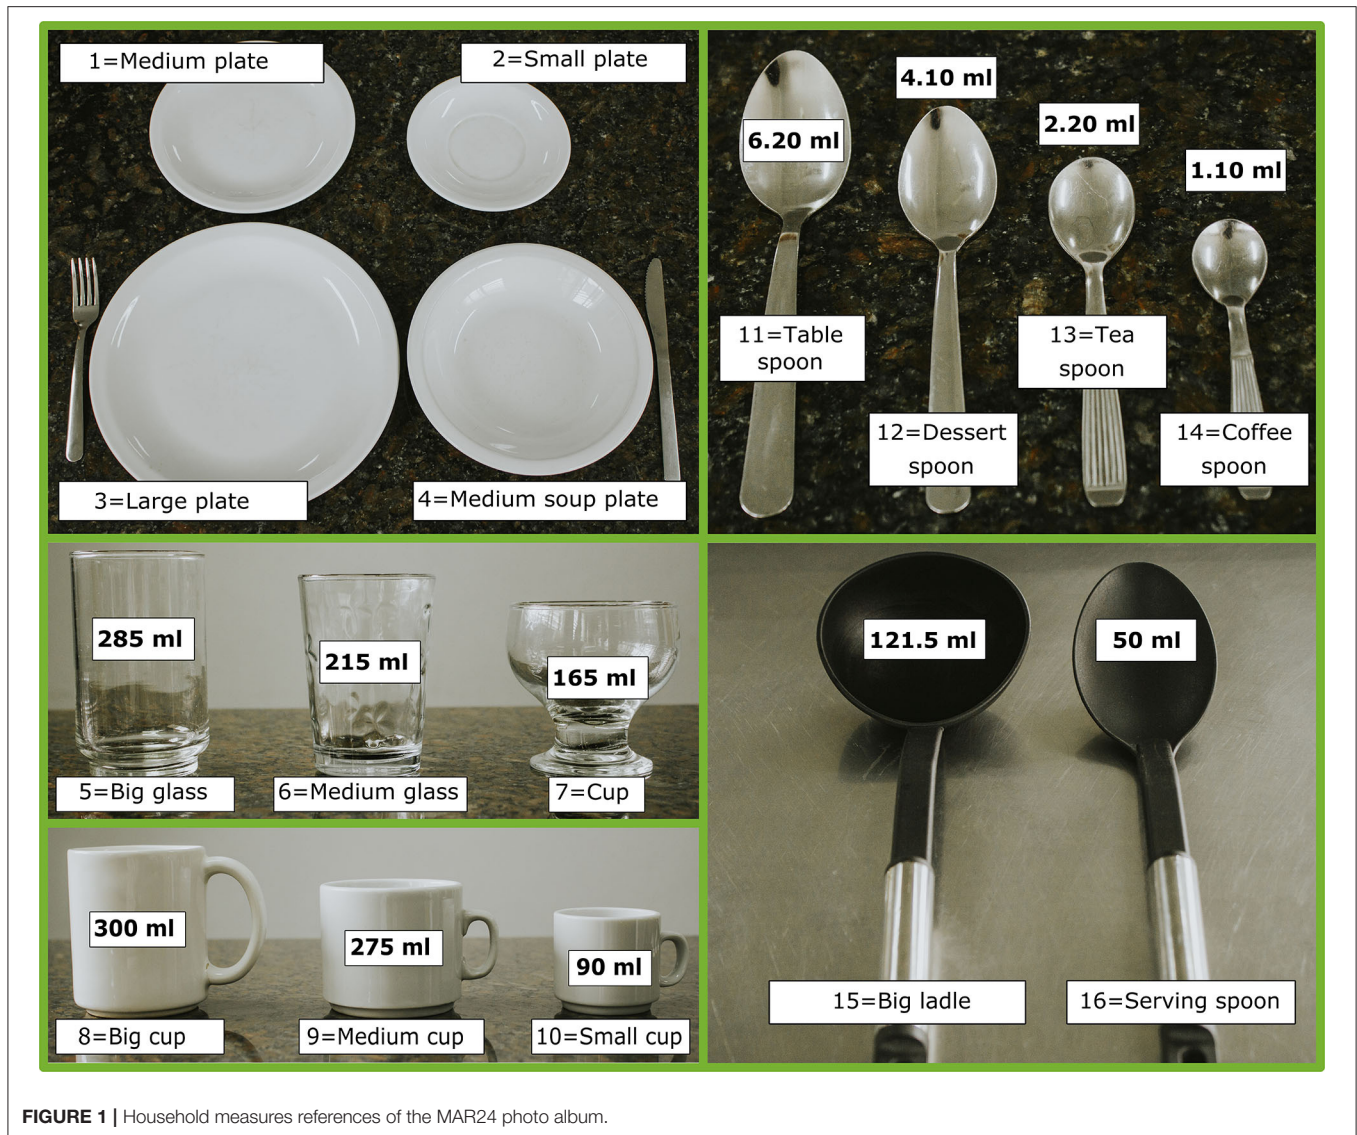 1=Medium plate
2=Small plate
3=Large plate
4=Medium soup plate
6.20 ml
4.10 ml
2.20 ml
1.10 ml
11=Table
spoon
12=Dessert
spoon
13=Tea
spoon
14=Coffee
spoon
285 ml
215 ml
165 ml
5=Big glass
6=Medium glass
7=Cup
300 ml
275 ml
90 ml
8=Big cup
9=Medium cup
10=Small cup
121.5 ml
50 ml
15=Big ladle
16=Serving spoon
FIGURE 1 | Household measures references of the MAR24 photo album.